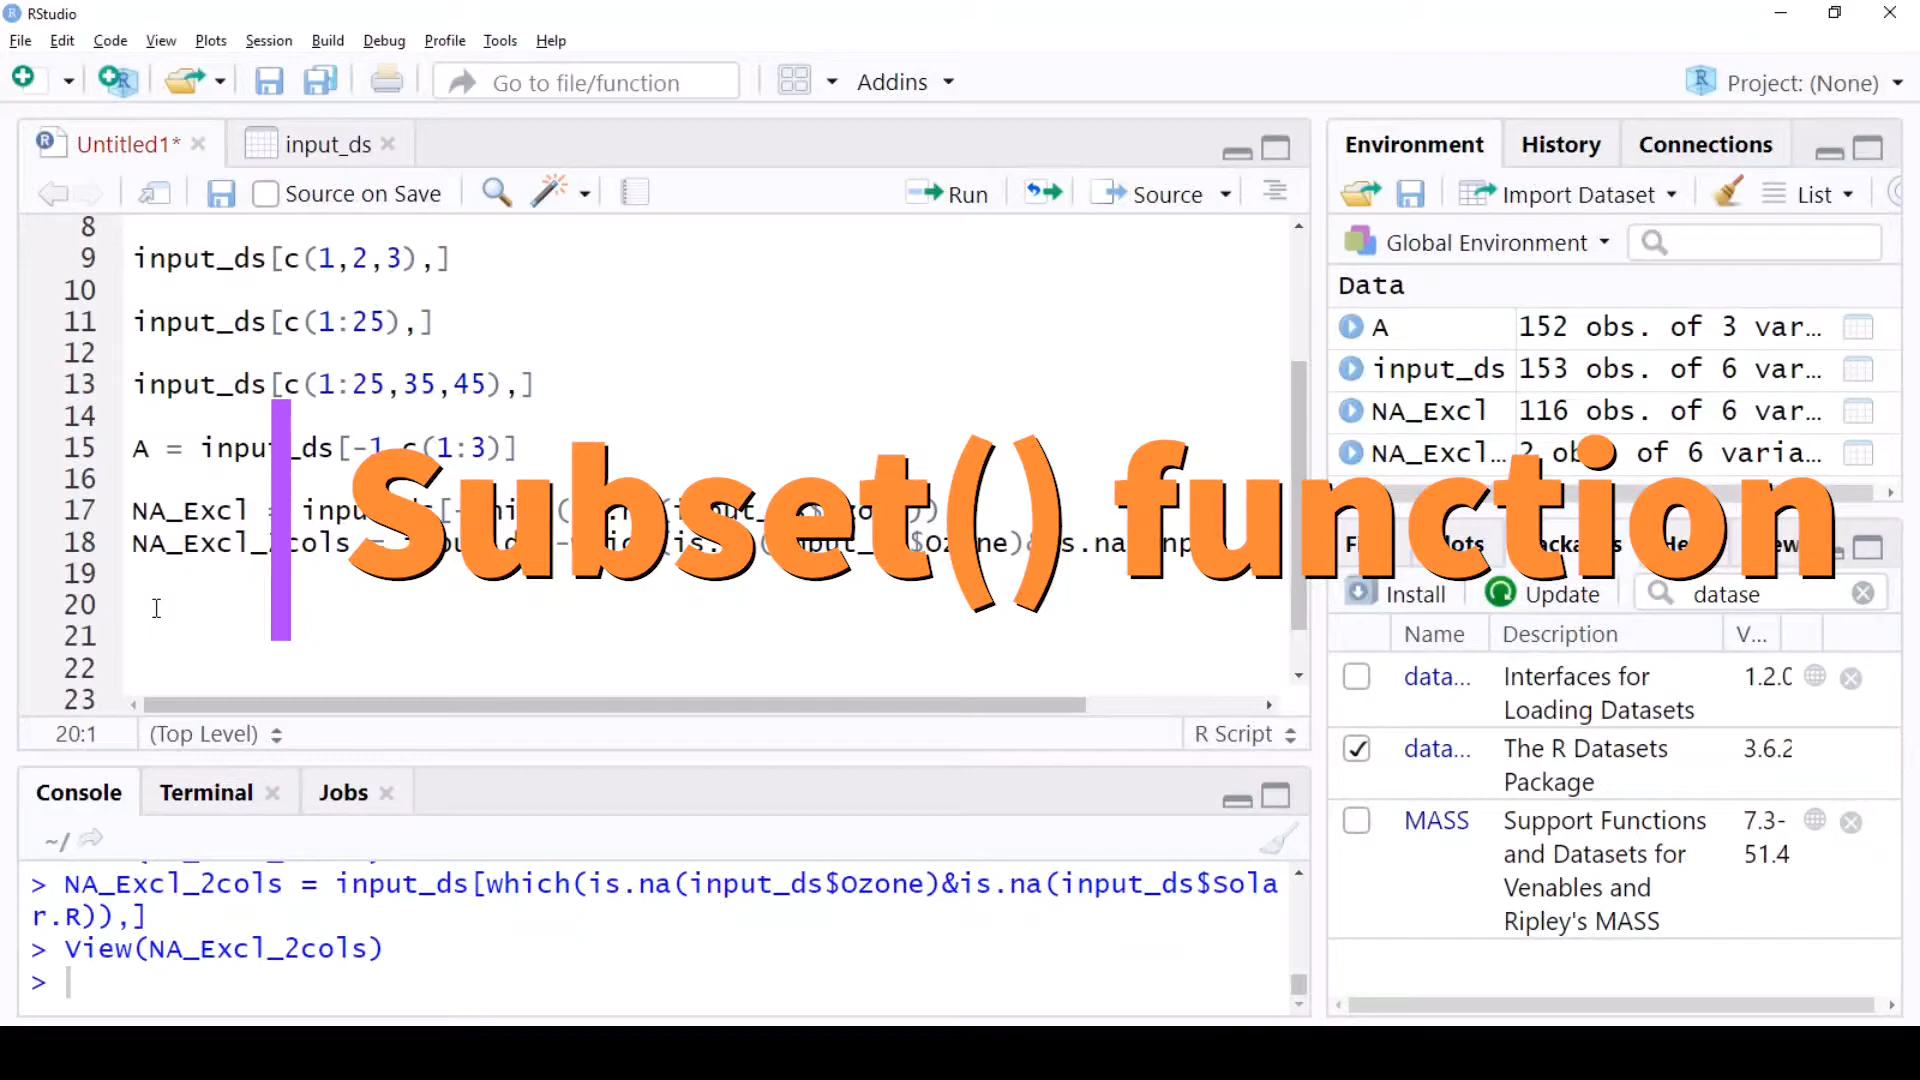 RStudio
File Edit Code View Plots Session Build Debug Profile Tools Help
Go to file/function Addins Project: (None)
Untitled1* input_ds
Source on Save Run Source
8
9 input_ds[c(1,2,3),]
10
11 input_ds[c(1:25),]
12
13 input_ds[c(1:25,35,45),]
14
15 A = input_ds[-1,c(1:3)]
16
17 NA_Excl =
18 NA_Excl_2cols =
19
20
21
22
23
Subset() function
20:1 (Top Level) R Script
Console Terminal Jobs
~/
> NA_Excl_2cols = input_ds[which(is.na(input_ds$Ozone)&is.na(input_ds$Sola
r.R)),]
> View(NA_Excl_2cols)
>
Environment History Connections
Import Dataset List
Global Environment
Data
A 152 obs. of 3 var...
input_ds 153 obs. of 6 var...
NA_Excl 116 obs. of 6 var...
NA_Excl... 2 obs. of 6 varia...
Install Update datase
Name Description V...
data... Interfaces for 1.2.0
Loading Datasets
data... The R Datasets 3.6.2
Package
MASS Support Functions 7.3-
and Datasets for 51.4
Venables and
Ripley's MASS